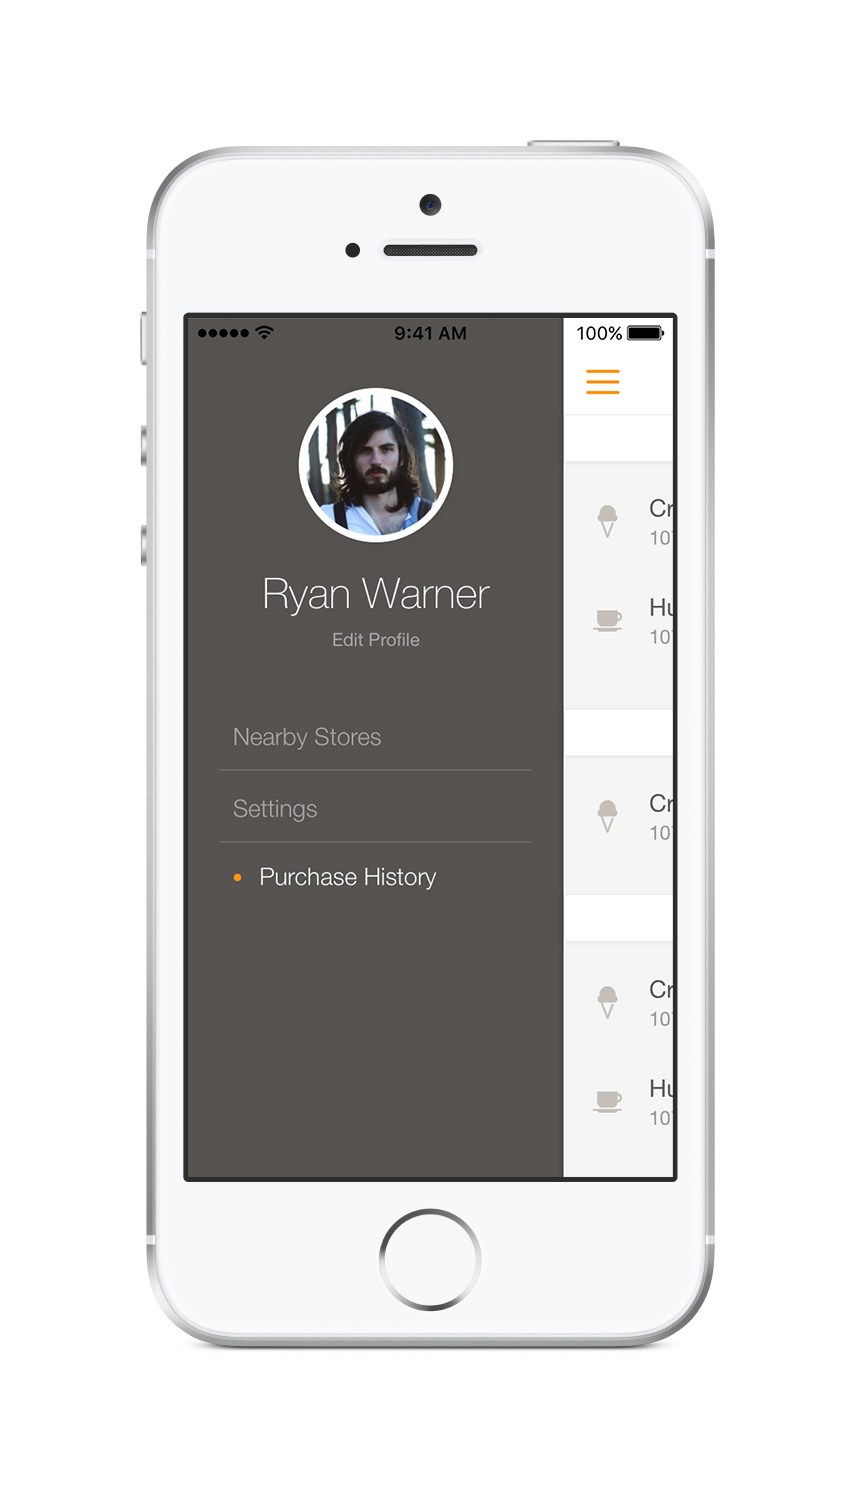 9:41 AM
100%
Ryan Warner
Edit Profile
Nearby Stores
Settings
Purchase History
Cr
10
Hu
10
Cr
10
Cr
10
Hu
10